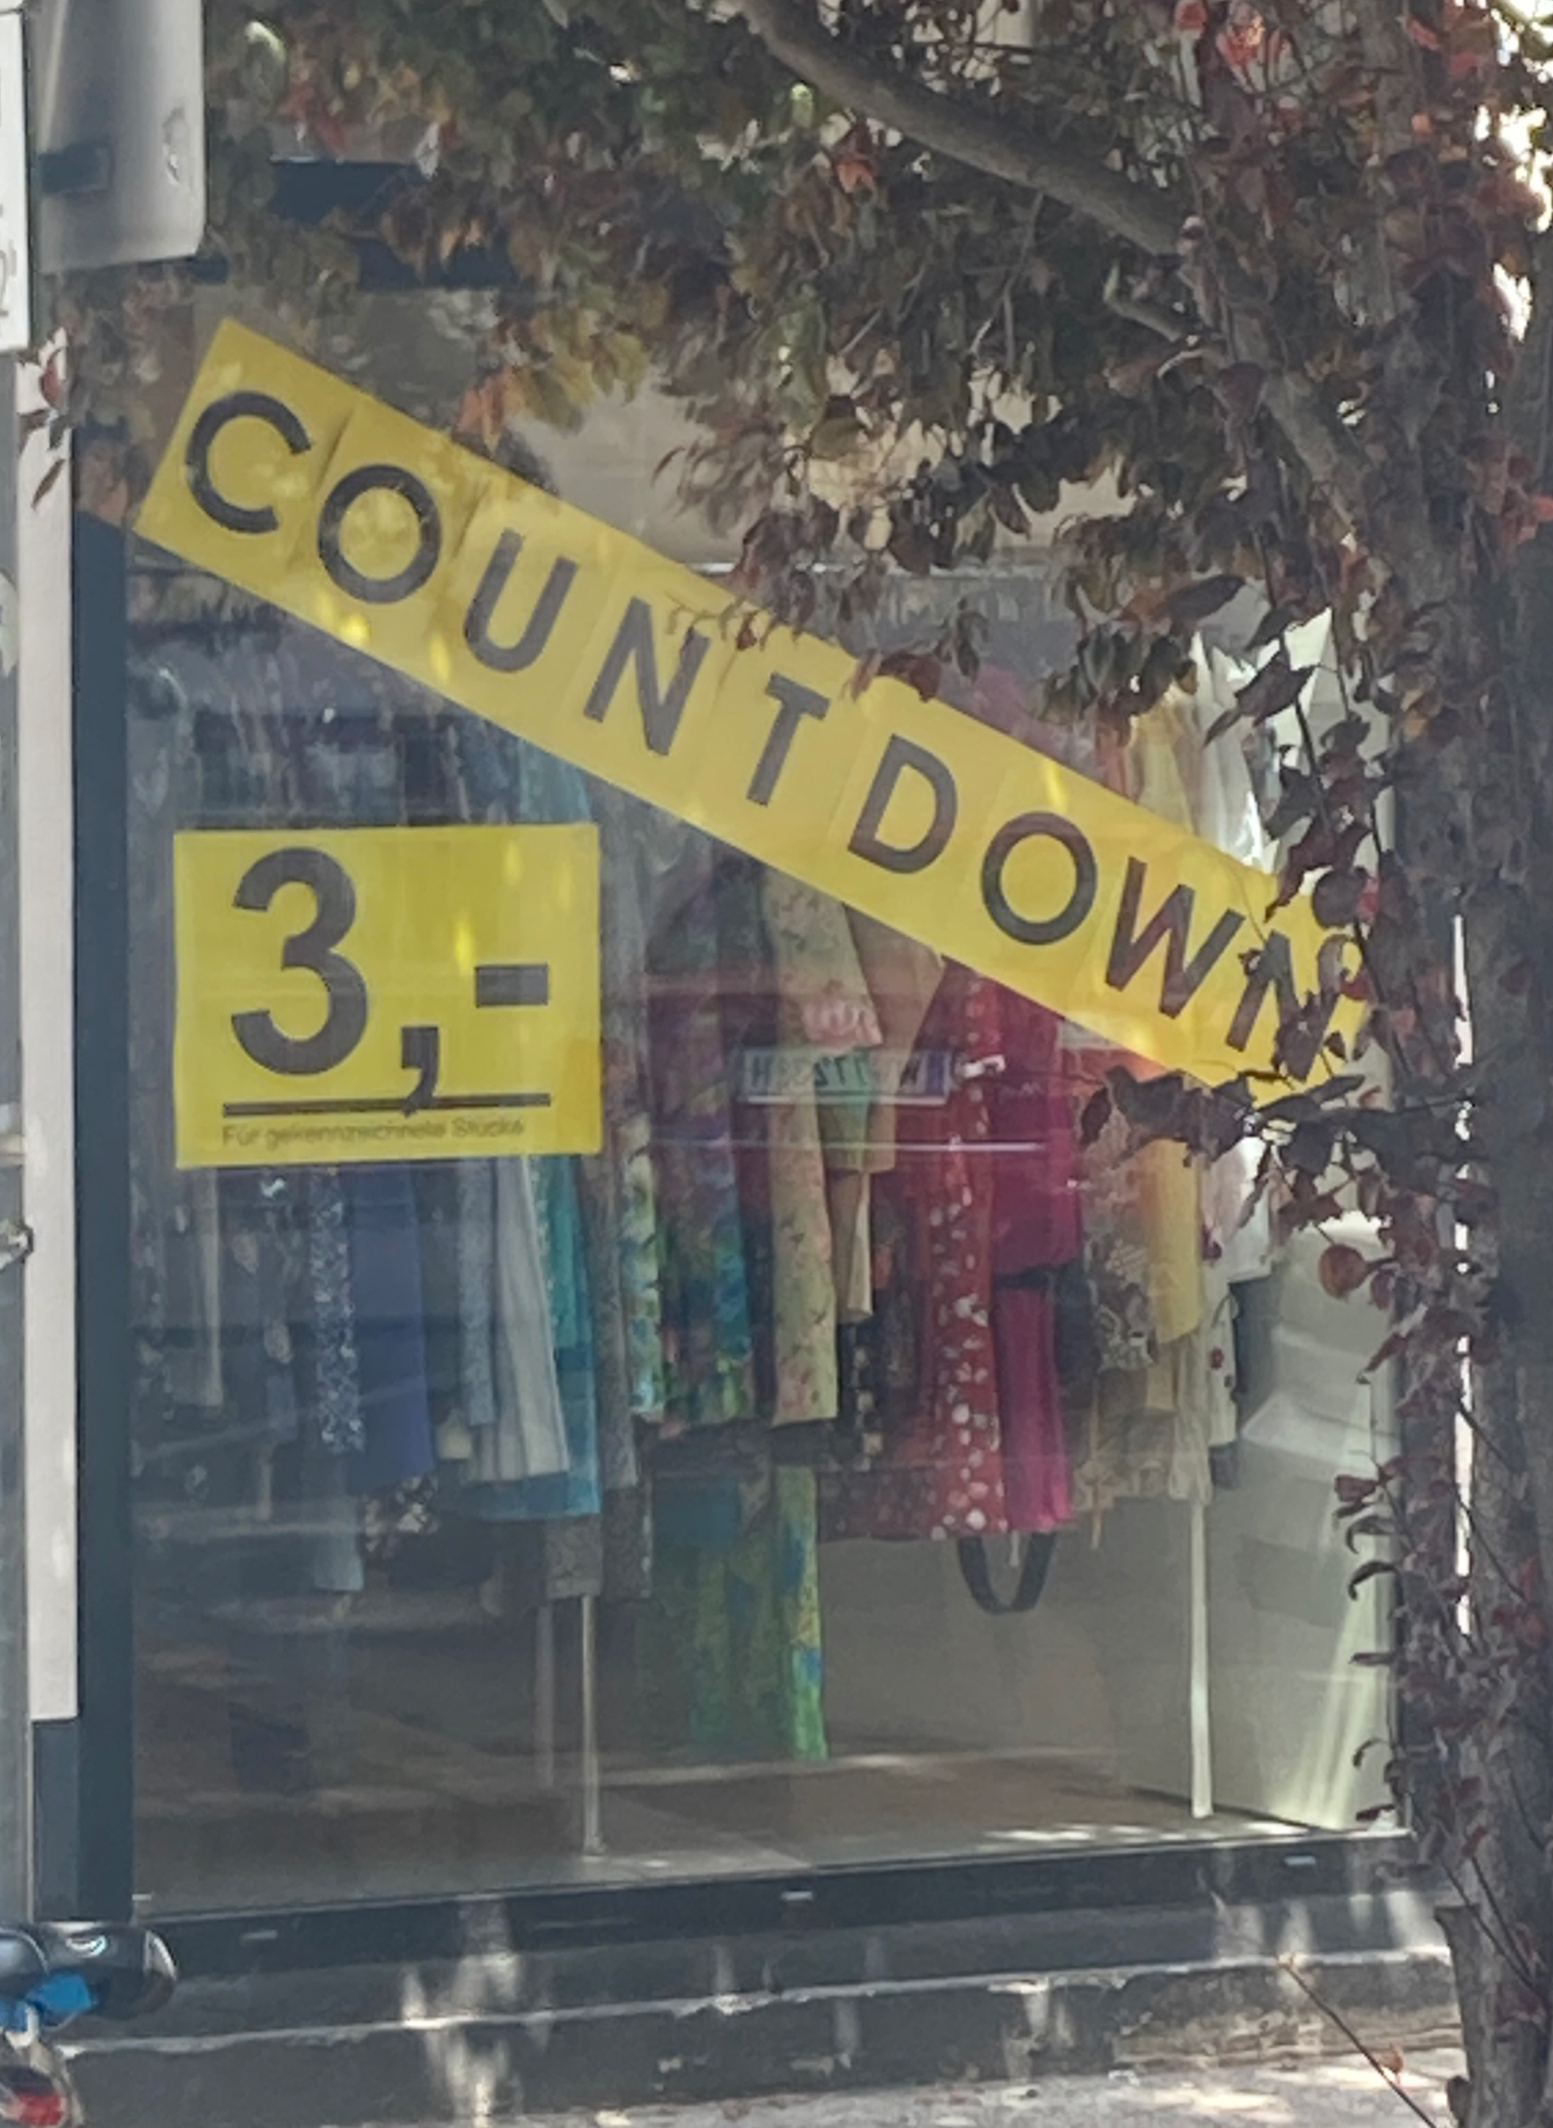 COUNTDOWN
3,-
Für gekennzeichnete Stücke